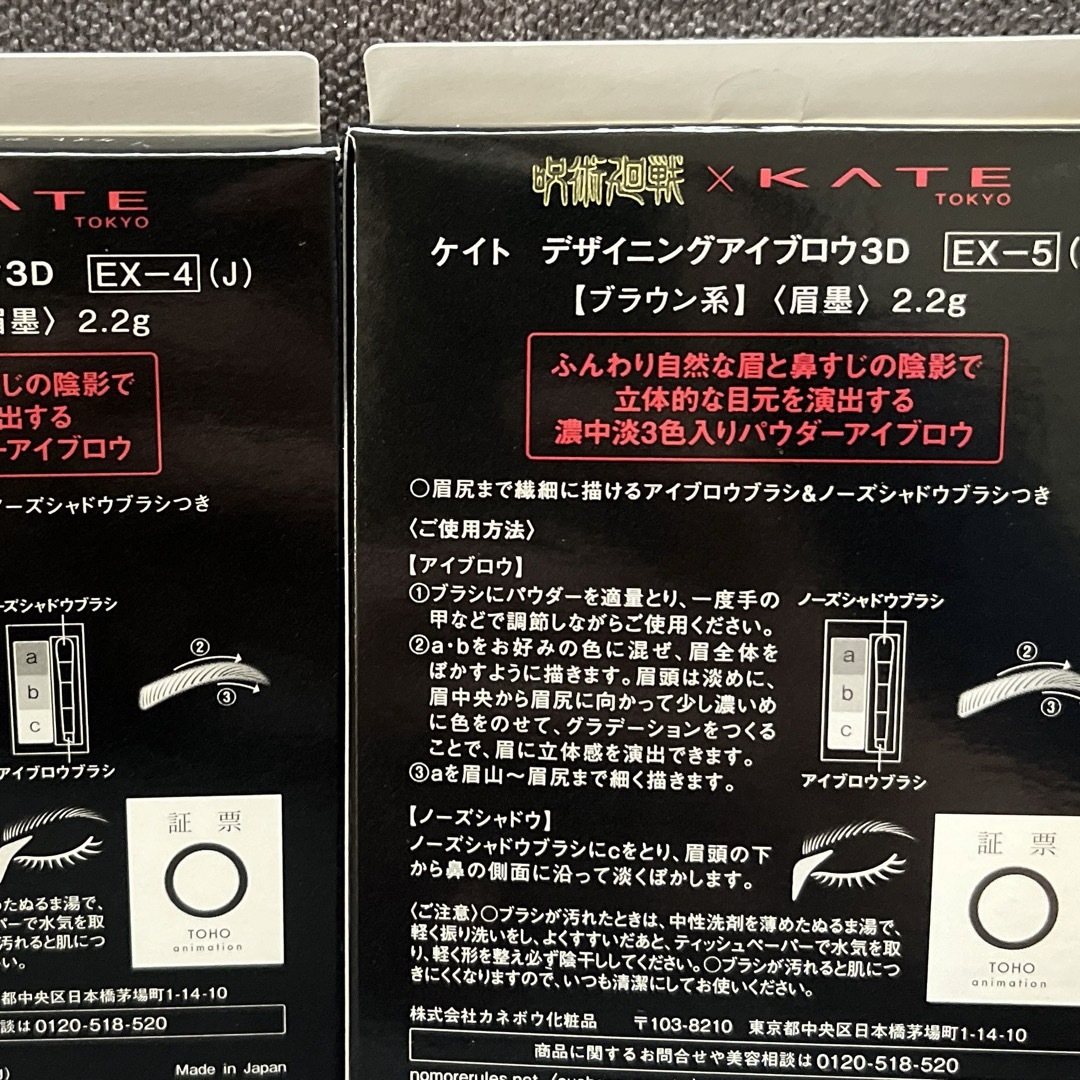 TE
TOKYO
3D EX-4(J)
眉墨〉 2.2g
じの陰影で
出する
ーアイブロウ
ノーズシャドウブラシつき
ーズシャドウブラシ
②
a
b
③
c
アイブロウブラシ
証票
TOHO
animation
たぬるま湯で、
パーで水気を取
汚れると肌につ
い。
都中央区日本橋茅場町1-14-10
談は0120-518-520
Made in Japan
呪術廻戦×KATE
TOKYO
ケイト デザイニングアイブロウ3D EX-5(
【ブラウン系】〈眉墨〉2.2g
ふんわり自然な眉と鼻すじの陰影で
立体的な目元を演出する
濃中淡3色入りパウダーアイブロウ
○眉尻まで繊細に描けるアイブロウブラシ&ノーズシャドウブラシつき
〈ご使用方法〉
【アイブロウ】
①ブラシにパウダーを適量とり、一度手の
甲などで調節しながらご使用ください。
②a・bをお好みの色に混ぜ、眉全体を
ぼかすように描きます。眉頭は淡めに、
眉中央から眉尻に向かって少し濃いめ
に色をのせて、グラデーションをつくる
ことで、眉に立体感を演出できます。
③aを眉山〜眉尻まで細く描きます。
ノーズシャドウブラシ
a
②
b
③
c
アイブロウブラシ
【ノーズシャドウ】
ノーズシャドウブラシにcをとり、眉頭の下
から鼻の側面に沿って淡くぼかします。
証票
TOHO
animation
〈ご注意〉○ブラシが汚れたときは、中性洗剤を薄めたぬるま湯で、
軽く振り洗いをし、よくすすいだあと、ティッシュペーパーで水気を取
り、軽く形を整え必ず陰干ししてください。○ブラシが汚れると肌につ
きにくくなりますので、いつも清潔にしてお使いください。
株式会社カネボウ化粧品 〒103-8210 東京都中央区日本橋茅場町1-14-10
商品に関するお問合せや美容相談は0120-518-520